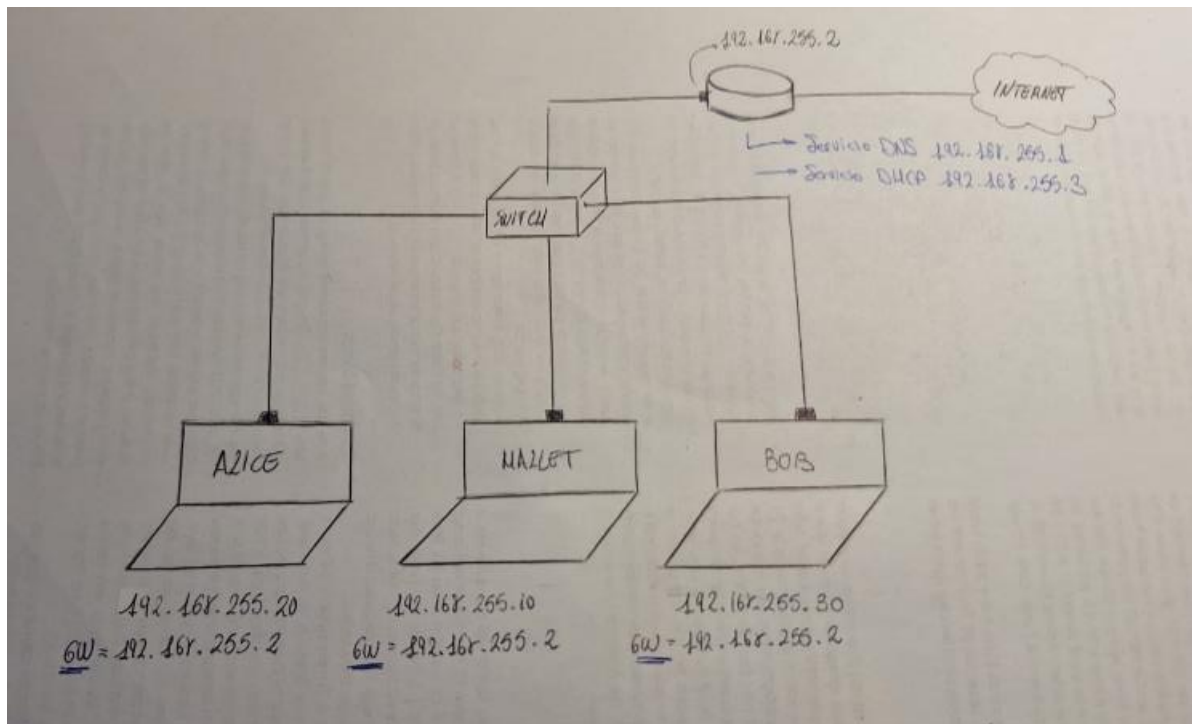 192.168.255.2
INTERNET
Servicio DNS 192.168.255.1
Servicio DHCP 192.168.255.3
SWITCH
ALICE
MALLET
BOB
192.168.255.20
192.168.255.10
192.168.255.30
GW = 192.168.255.2
GW = 192.168.255.2
GW = 192.168.255.2